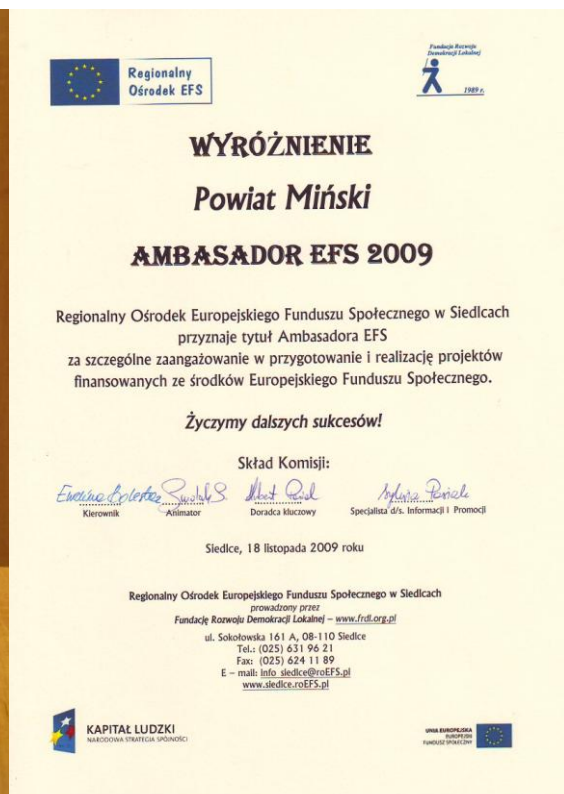 Regionalny
Ośrodek EFS
Fundacja Rozwoju
Demokracji Lokalnej
1989 r.
WYRÓŻNIENIE
Powiat Miński
AMBASADOR EFS 2009
Regionalny Ośrodek Europejskiego Funduszu Społecznego w Siedlcach
przyznaje tytuł Ambasadora EFS
za szczególne zaangażowanie w przygotowanie i realizację projektów
finansowanych ze środków Europejskiego Funduszu Społecznego.
Życzymy dalszych sukcesów!
Skład Komisji:
Kierownik Animator Doradca kluczowy Specjalista d/s. Informacji i Promocji
Siedlce, 18 listopada 2009 roku
Regionalny Ośrodek Europejskiego Funduszu Społecznego w Siedlcach
prowadzony przez
Fundację Rozwoju Demokracji Lokalnej – www.frdl.org.pl
ul. Sokołowska 161 A, 08-110 Siedlce
Tel.: (025) 631 96 21
Fax: (025) 624 11 89
E – mail: info_siedlce@roEFS.pl
www.siedlce.roEFS.pl
KAPITAŁ LUDZKI
NARODOWA STRATEGIA SPÓJNOŚCI
UNIA EUROPEJSKA
EUROPEJSKI
FUNDUSZ SPOŁECZNY